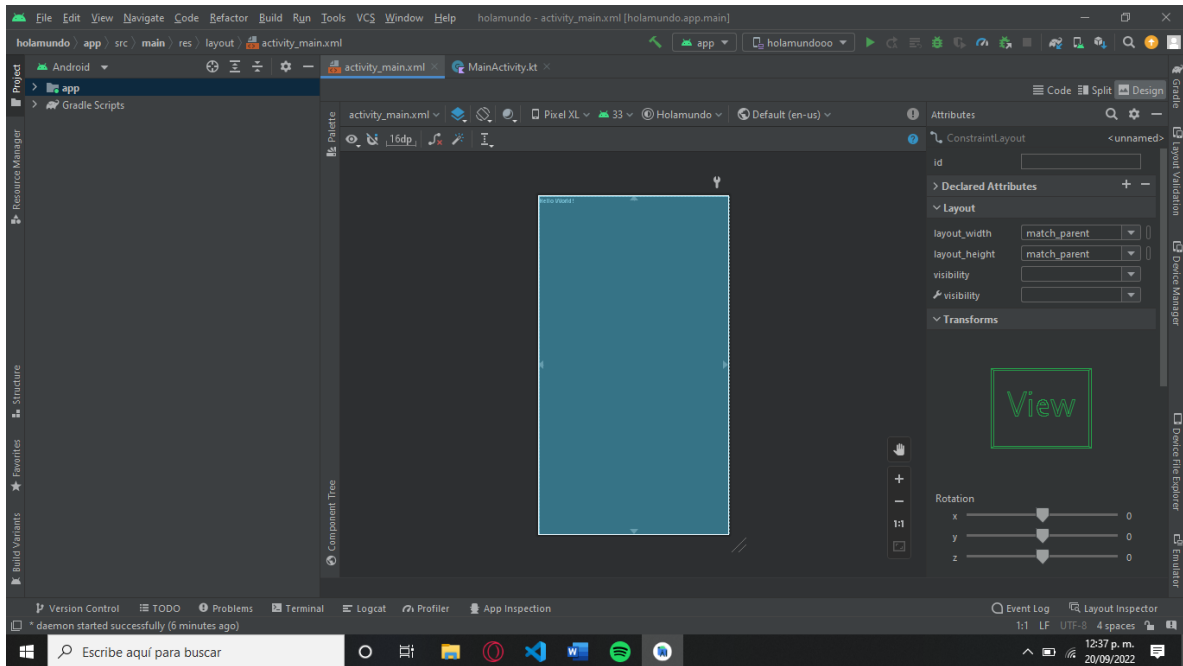 File Edit View Navigate Code Refactor Build Run Tools VCS Window Help holamundo - activity_main.xml [holamundo.app.main]
holamundo app src main res layout activity_main.xml app holamundooo
Android activity_main.xml MainActivity.kt
app
Gradle Scripts
Code Split Design
activity_main.xml Pixel XL 33 Holamundo Default (en-us)
16dp
Attributes
ConstraintLayout <unnamed>
id
Declared Attributes
Layout
layout_width match_parent
layout_height match_parent
visibility
visibility
Transforms
View
Rotation
x 0
y 0
z 0
Hello World!
1:1
Project
Resource Manager
Structure
Favorites
Build Variants
Palette
Component Tree
Gradle
Layout Validation
Device Manager
Device File Explorer
Emulator
Version Control TODO Problems Terminal Logcat Profiler App Inspection Event Log Layout Inspector
* daemon started successfully (6 minutes ago) 1:1 LF UTF-8 4 spaces
Escribe aquí para buscar
12:37 p. m.
20/09/2022